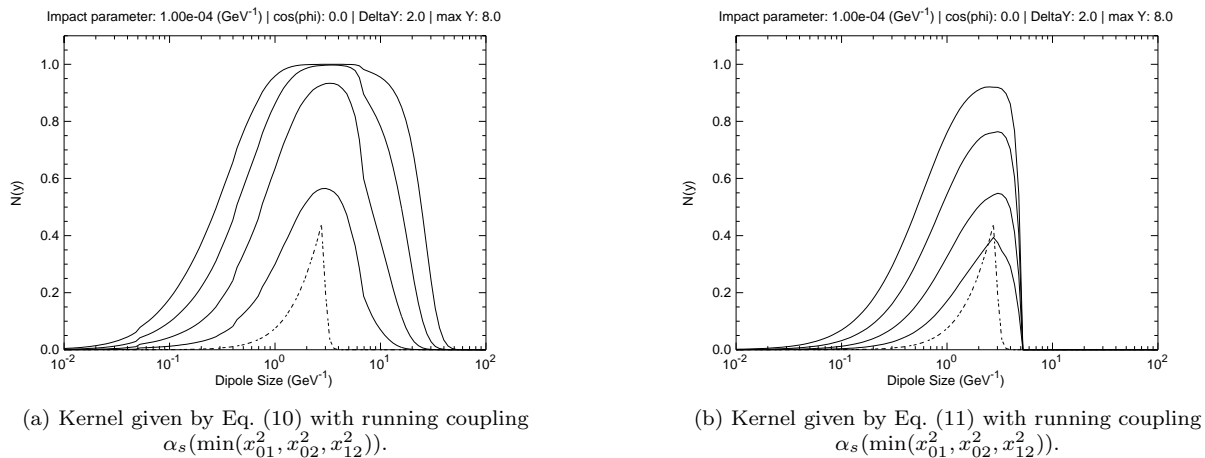 Impact parameter: 1.00e-04 (GeV⁻¹) | cos(phi): 0.0 | DeltaY: 2.0 | max Y: 8.0
N(y)
1.0
0.8
0.6
0.4
0.2
0.0
10⁻² 10⁻¹ 10⁰ 10¹ 10²
Dipole Size (GeV⁻¹)
(a) Kernel given by Eq. (10) with running coupling
αₛ(min(x²₀₁, x²₀₂, x²₁₂)).
Impact parameter: 1.00e-04 (GeV⁻¹) | cos(phi): 0.0 | DeltaY: 2.0 | max Y: 8.0
N(y)
1.0
0.8
0.6
0.4
0.2
0.0
10⁻² 10⁻¹ 10⁰ 10¹ 10²
Dipole Size (GeV⁻¹)
(b) Kernel given by Eq. (11) with running coupling
αₛ(min(x²₀₁, x²₀₂, x²₁₂)).